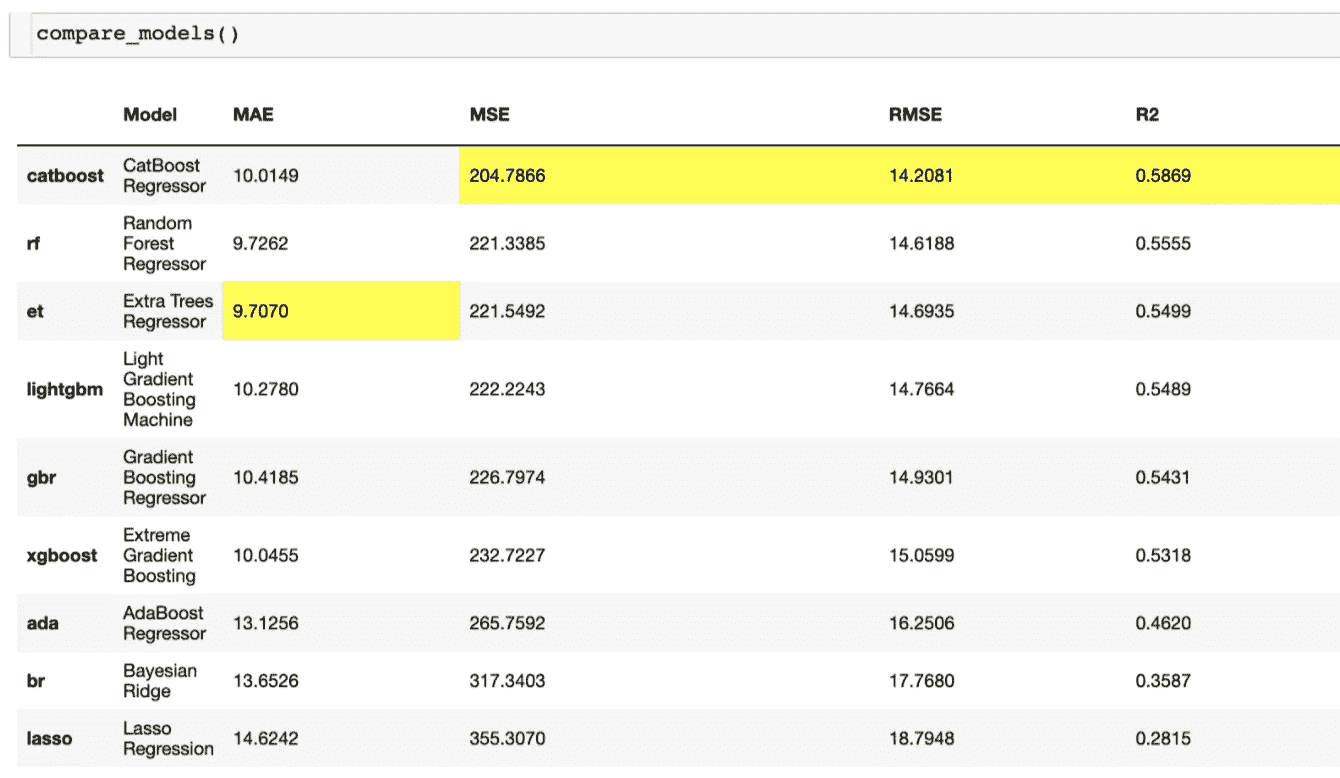 compare_models()
Model MAE MSE RMSE R2
catboost CatBoost Regressor 10.0149 204.7866 14.2081 0.5869
rf Random Forest Regressor 9.7262 221.3385 14.6188 0.5555
et Extra Trees Regressor 9.7070 221.5492 14.6935 0.5499
lightgbm Light Gradient Boosting Machine 10.2780 222.2243 14.7664 0.5489
gbr Gradient Boosting Regressor 10.4185 226.7974 14.9301 0.5431
xgboost Extreme Gradient Boosting 10.0455 232.7227 15.0599 0.5318
ada AdaBoost Regressor 13.1256 265.7592 16.2506 0.4620
br Bayesian Ridge 13.6526 317.3403 17.7680 0.3587
lasso Lasso Regression 14.6242 355.3070 18.7948 0.2815